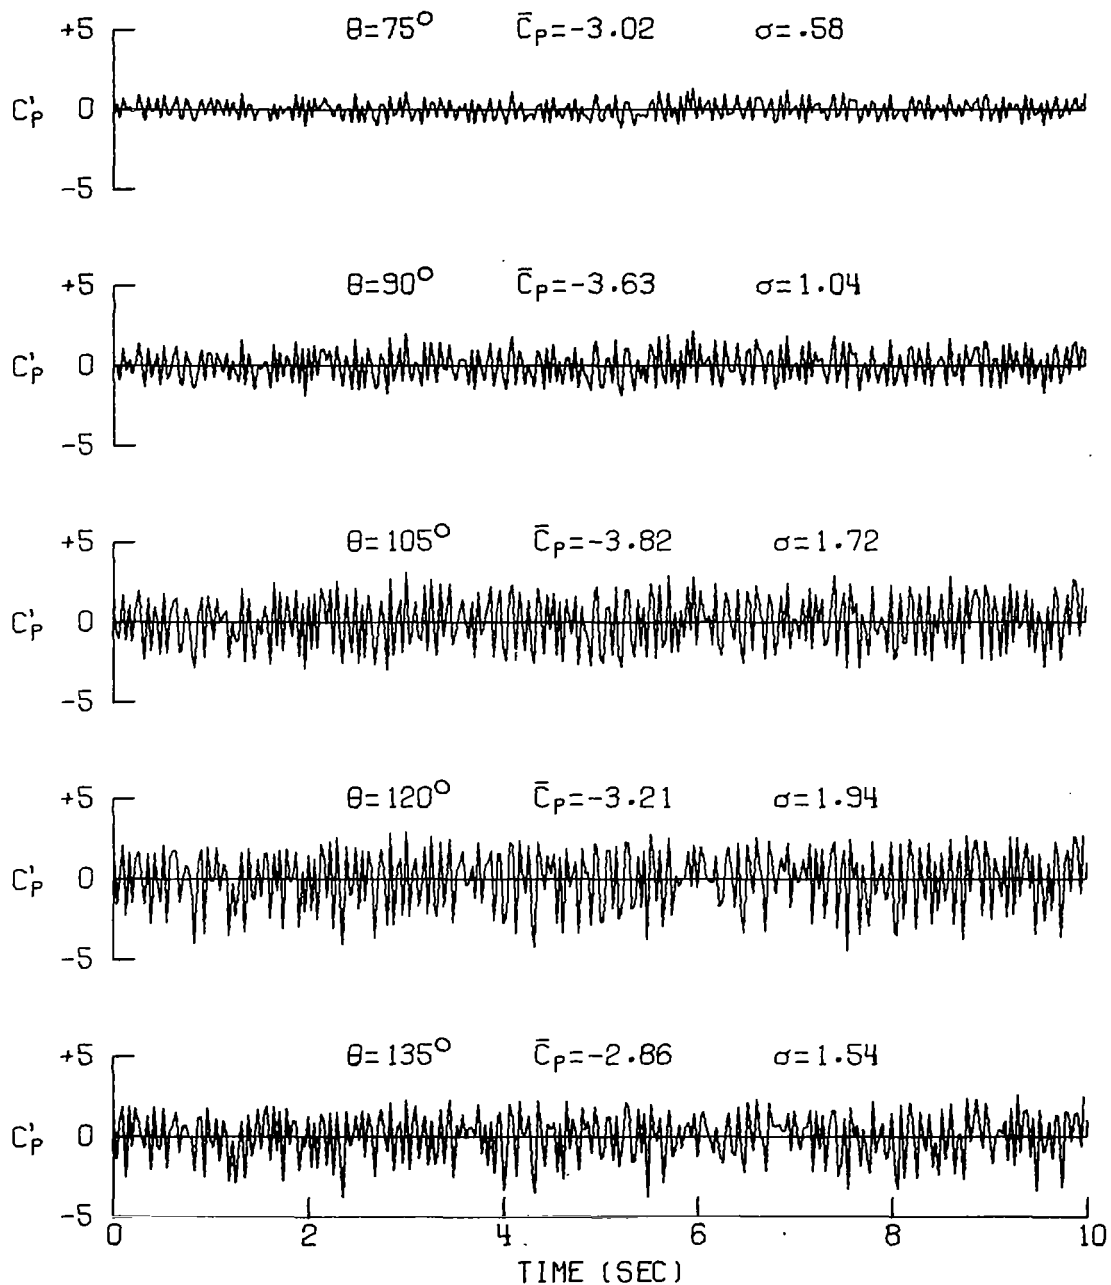 +5 θ=75° C̄p=-3.02 σ=.58
C'p 0
-5
+5 θ=90° C̄p=-3.63 σ=1.04
C'p 0
-5
+5 θ=105° C̄p=-3.82 σ=1.72
C'p 0
-5
+5 θ=120° C̄p=-3.21 σ=1.94
C'p 0
-5
+5 θ=135° C̄p=-2.86 σ=1.54
C'p 0
-5
0 2 4 6 8 10
TIME (SEC)